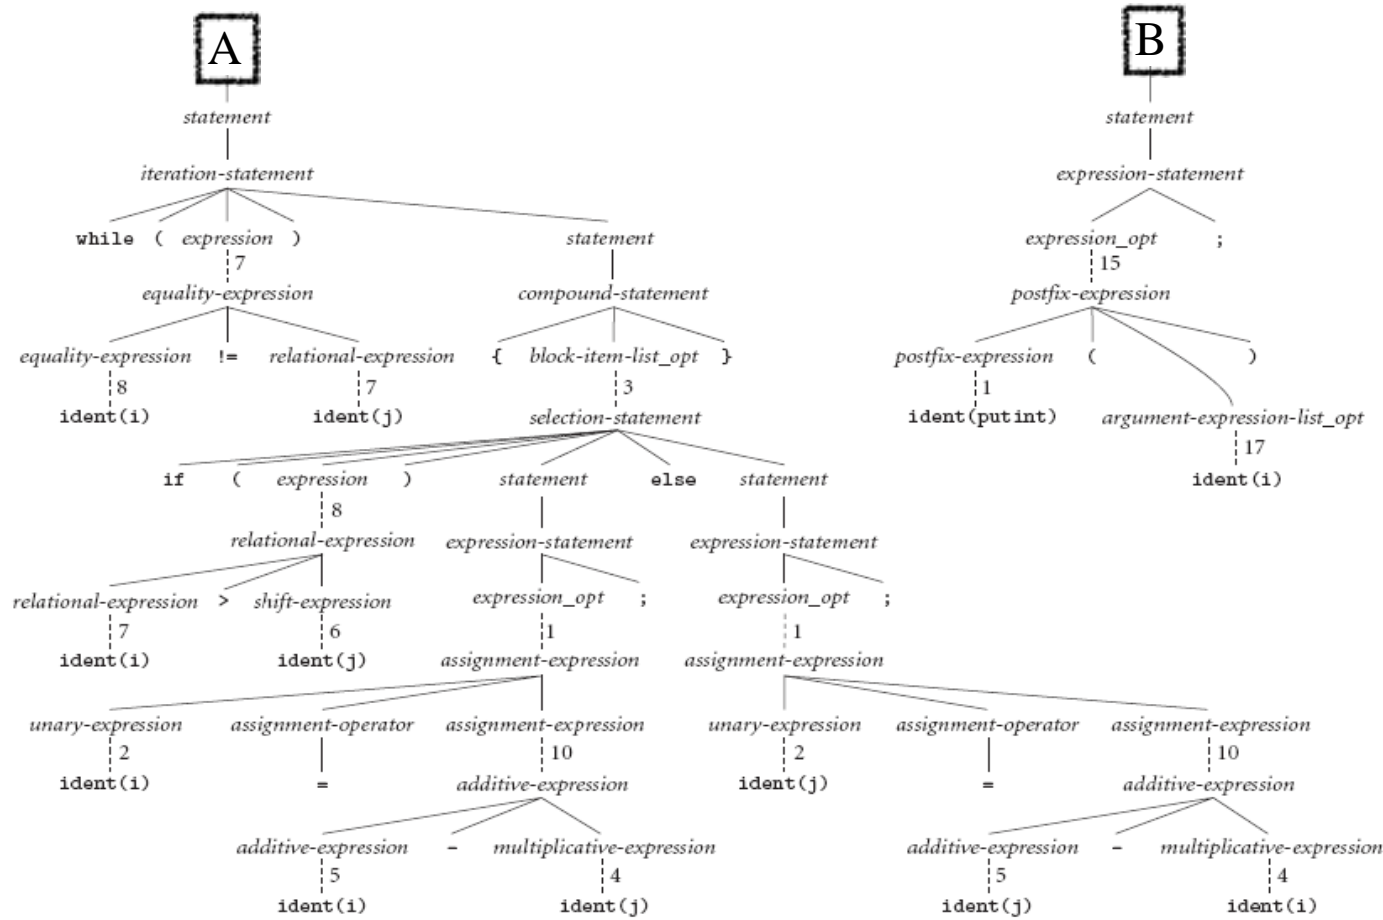 A B
statement statement
iteration-statement expression-statement
while ( expression ) statement expression_opt ;
7 15
equality-expression compound-statement postfix-expression
equality-expression != relational-expression { block-item-list_opt } postfix-expression ( )
8 7 3 1
ident(i) ident(j) selection-statement ident(putint) argument-expression-list_opt
17
if ( expression ) statement else statement ident(i)
8
relational-expression expression-statement expression-statement
relational-expression > shift-expression expression_opt ; expression_opt ;
7 6 1 1
ident(i) ident(j) assignment-expression assignment-expression
unary-expression assignment-operator assignment-expression unary-expression assignment-operator assignment-expression
2 10 2 10
ident(i) = additive-expression ident(j) = additive-expression
additive-expression - multiplicative-expression additive-expression - multiplicative-expression
5 4 5 4
ident(i) ident(j) ident(j) ident(i)